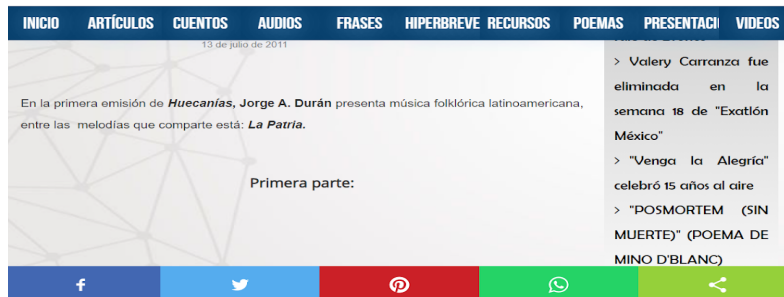 INICIO ARTÍCULOS CUENTOS AUDIOS FRASES HIPERBREVE RECURSOS POEMAS PRESENTACI VIDEOS
13 de julio de 2011
En la primera emisión de Huecanías, Jorge A. Durán presenta música folklórica latinoamericana,
entre las melodías que comparte está: La Patria.
Primera parte:
> Valery Carranza fue
eliminada en la
semana 18 de "Exatlón
México"
> "Venga la Alegría"
celebró 15 años al aire
> "POSMORTEM (SIN
MUERTE)" (POEMA DE
MINO D'BLANC)